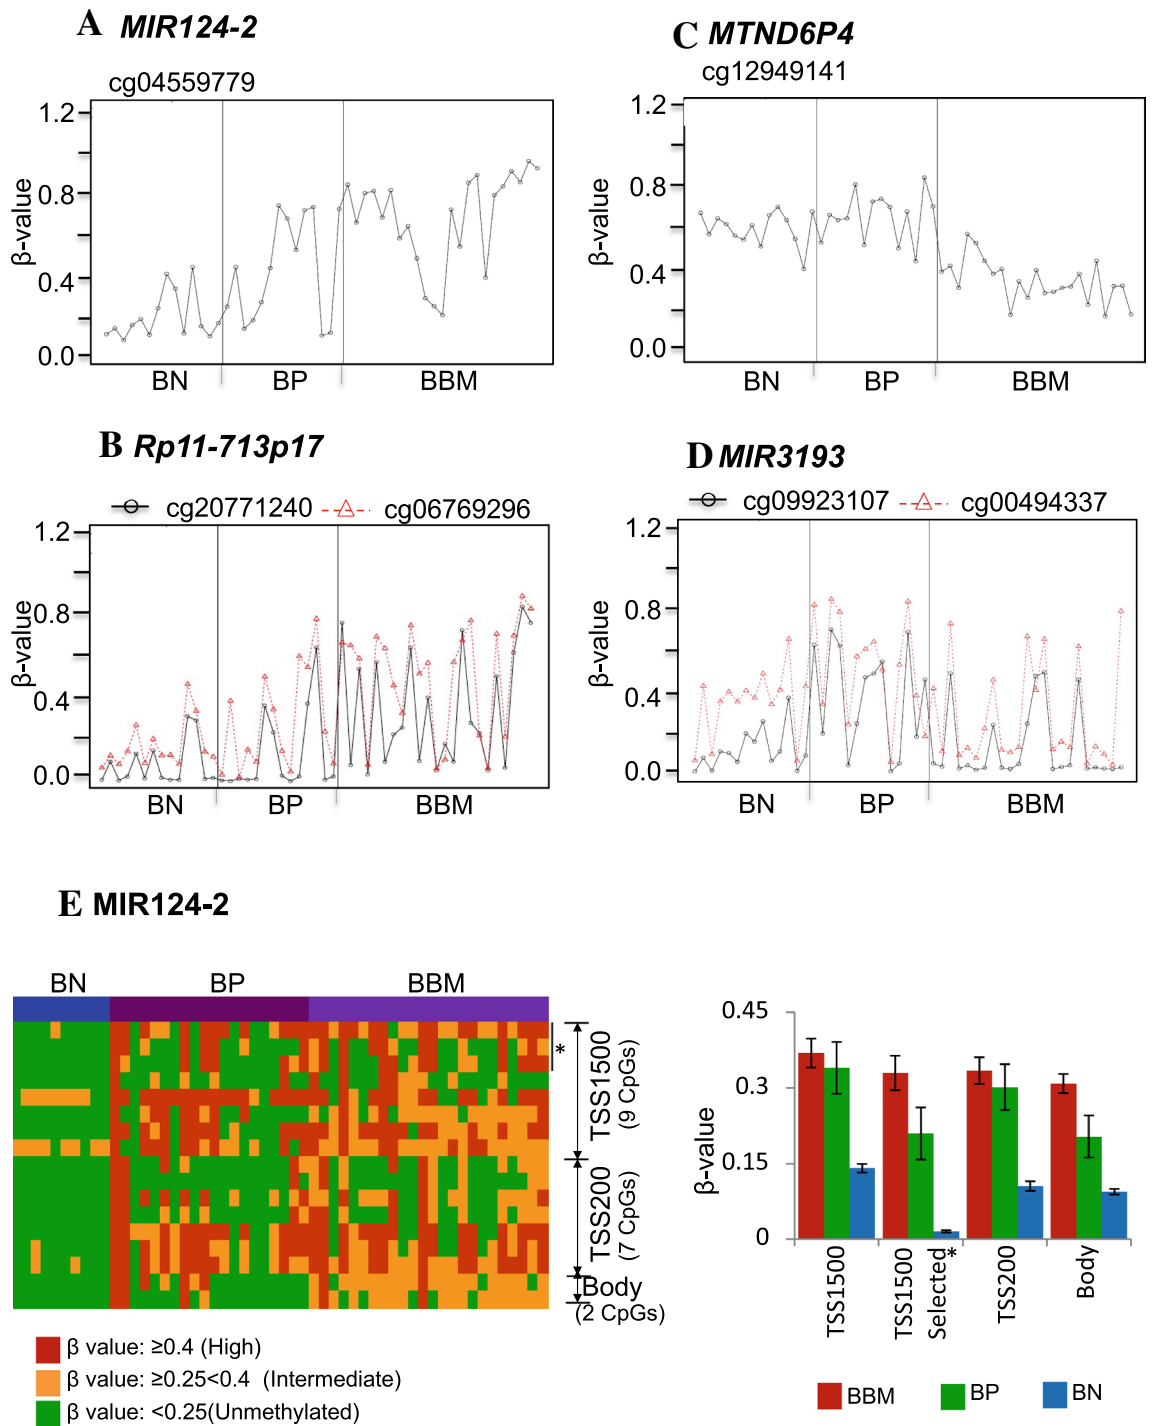 A MIR124-2
cg04559779
1.2
0.8
0.4
0.0
β-value
BN BP BBM
C MTND6P4
cg12949141
1.2
0.8
0.4
0.0
β-value
BN BP BBM
B Rp11-713p17
cg20771240 cg06769296
1.2
0.8
0.4
0.0
β-value
BN BP BBM
D MIR3193
cg09923107 cg00494337
1.2
0.8
0.4
0.0
β-value
BN BP BBM
E MIR124-2
BN BP BBM
*
TSS1500
(9 CpGs)
TSS200
(7 CpGs)
Body
(2 CpGs)
β value: ≥0.4 (High)
β value: ≥0.25<0.4 (Intermediate)
β value: <0.25(Unmethylated)
0.45
0.3
0.15
0
β-value
TSS1500
TSS1500
Selected*
TSS200
Body
BBM BP BN